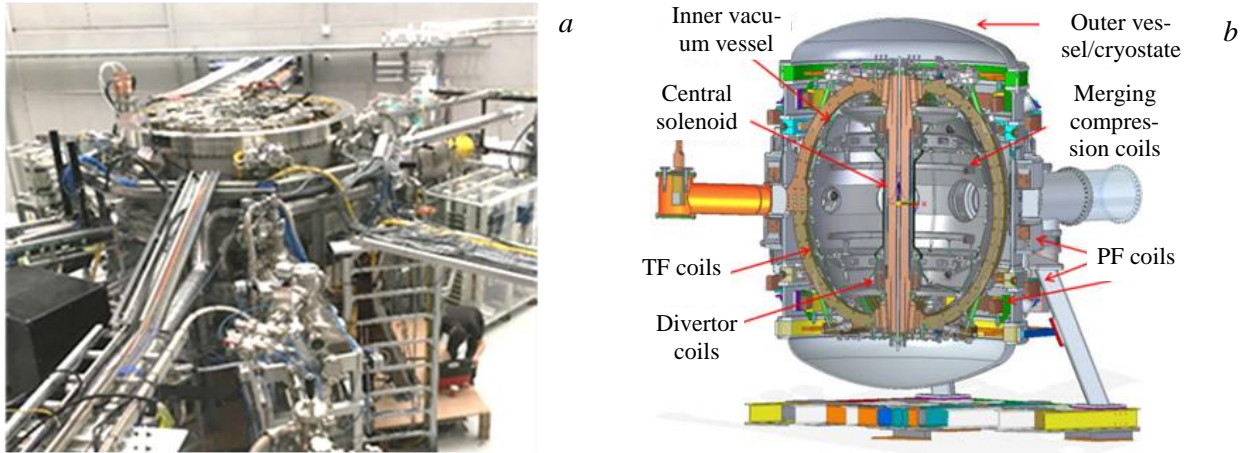 a
b
Inner vacu-
um vessel
Outer ves-
sel/cryostate
Central
solenoid
Merging
compres-
sion coils
TF coils
PF coils
Divertor
coils